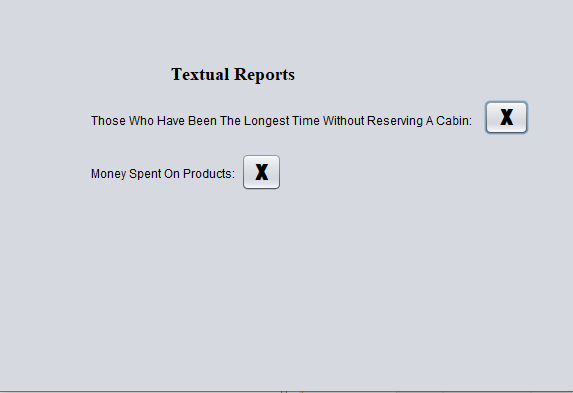 Textual Reports
Those Who Have Been The Longest Time Without Reserving A Cabin: X
Money Spent On Products: X